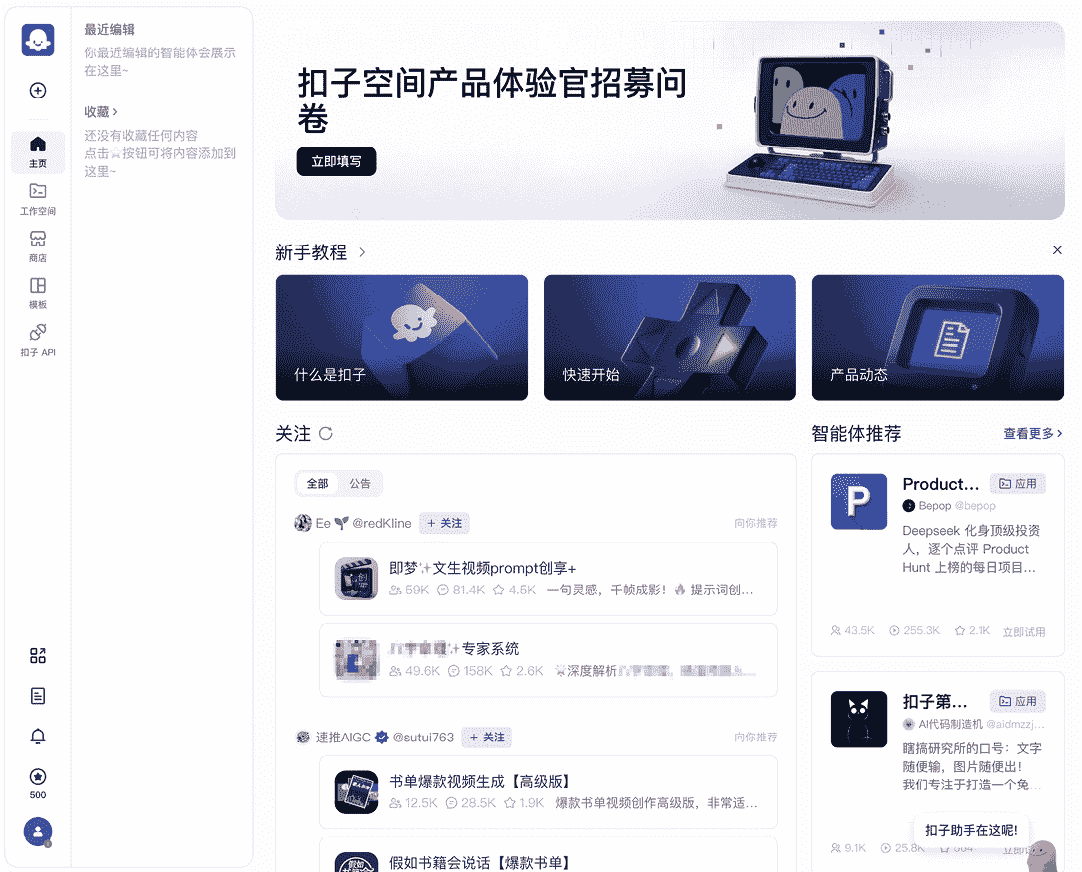 最近编辑
你最近编辑的智能体会展示
在这里~
收藏 >
还没有收藏任何内容
点击☆按钮可将内容添加到
这里~
主页
工作空间
商店
模板
扣子 API
500
扣子空间产品体验官招募问
卷
立即填写
新手教程 >
什么是扣子
快速开始
产品动态
关注
全部 公告
Ee 🌱 @redKline + 关注 向你推荐
即梦✨文生视频prompt创享+
59K 81.4K 4.5K 一句灵感，千帧成影！🔥 提示词创...
✨专家系统
49.6K 158K 2.6K 深度解析
速推AIGC @sutui763 + 关注 向你推荐
书单爆款视频生成【高级版】
12.5K 28.5K 1.9K 爆款书单视频创作高级版，非常适...
假如书籍会说话【爆款书单】
智能体推荐 查看更多 >
Product... 应用
Bepop @bepop
Deepseek 化身顶级投资
人，逐个点评 Product
Hunt 上榜的每日项目...
43.5K 255.3K 2.1K 立即试用
扣子第... 应用
AI代码制造机 @aidmzzj...
瞎搞研究所的口号：文字
随便输，图片随便出！
我们专注于打造一个免...
扣子助手在这呢!
9.1K 25.8K 564 立即试